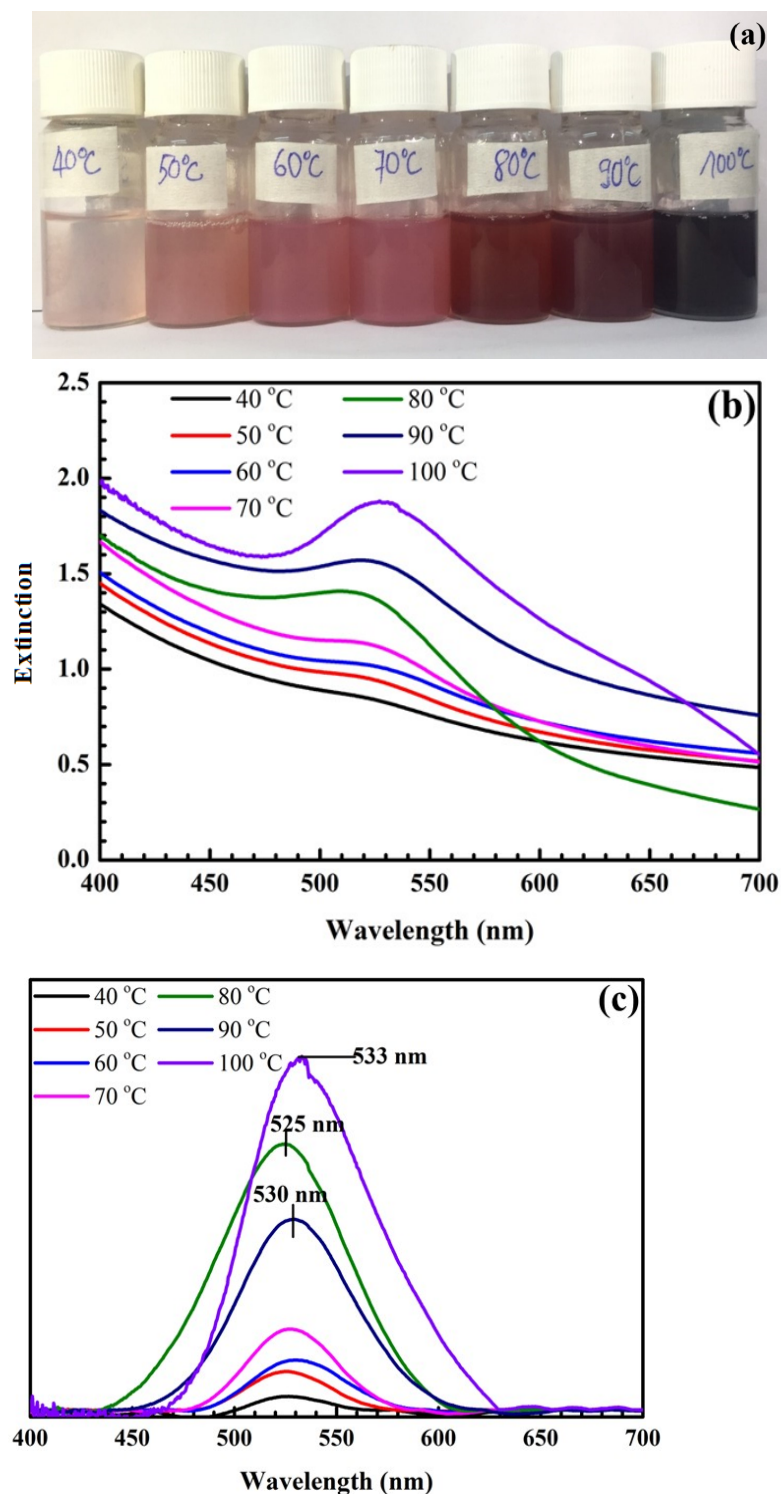 (a)
40°C 50°C 60°C 70°C 80°C 90°C 100°C
(b)
2.5
2.0
1.5
1.0
0.5
0.0
Extinction
40 °C 80 °C
50 °C 90 °C
60 °C 100 °C
70 °C
400 450 500 550 600 650 700
Wavelength (nm)
(c)
40 °C 80 °C
50 °C 90 °C
60 °C 100 °C
70 °C
533 nm
525 nm
530 nm
400 450 500 550 600 650 700
Wavelength (nm)